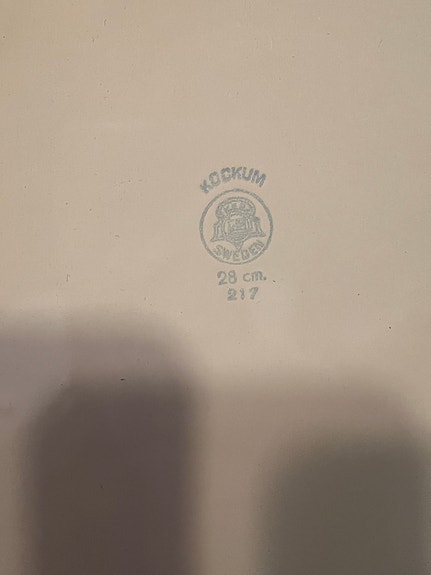 KOCKUM
SWEDEN
28 cm.
217